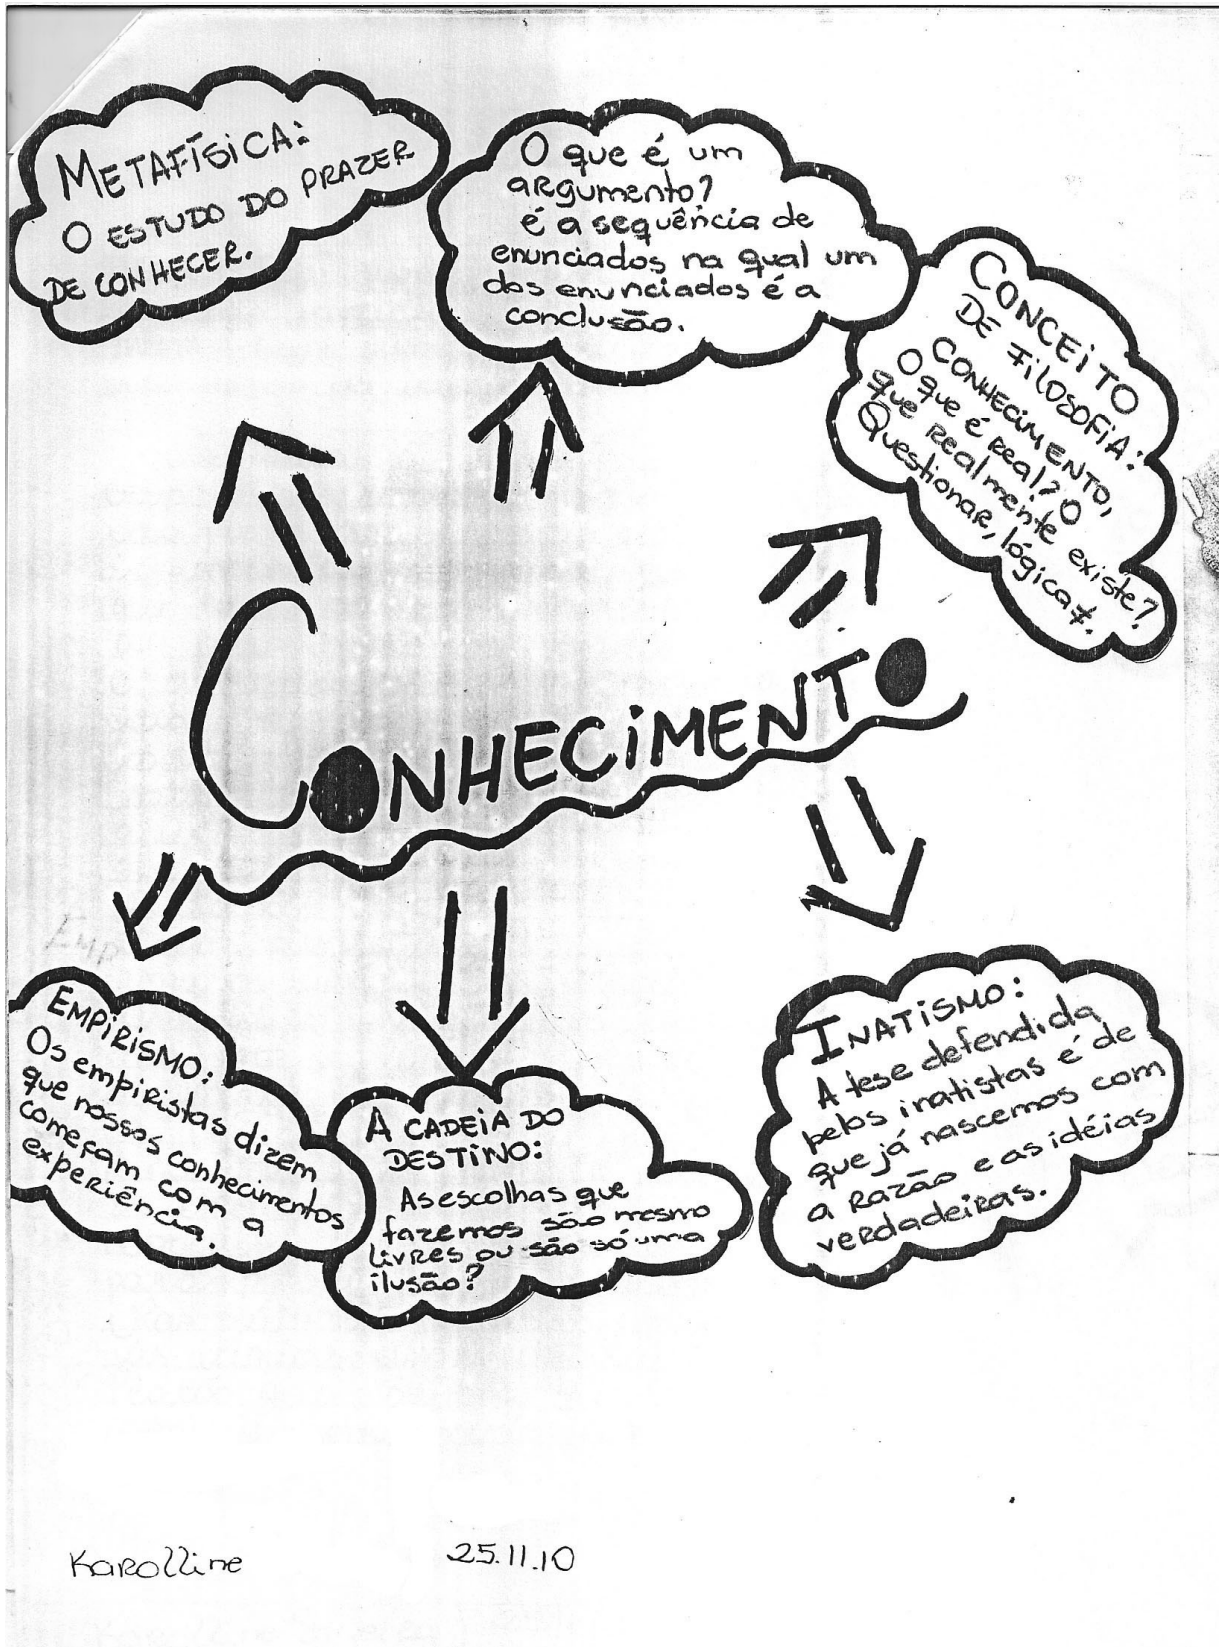 METAFÍSICA:
O ESTUDO DO PRAZER
DE CONHECER.
O que é um
argumento?
é a sequência de
enunciados na qual um
dos enunciados é a
conclusão.
CONCEITO
DE FILOSOFIA:
CONHECIMENTO,
O que é real? O
que realmente existe?
Questionar, lógica ≠.
CONHECIMENTO
Emp
EMPIRISMO:
Os empiristas dizem
que nossos conhecimentos
começam com a
experiência.
A CADEIA DO
DESTINO:
As escolhas que
fazemos são mesmo
livres ou são só uma
ilusão?
INATISMO:
A tese defendida
pelos inatistas é de
que já nascemos com
a razão e as idéias
verdadeiras.
Karolline 25.11.10